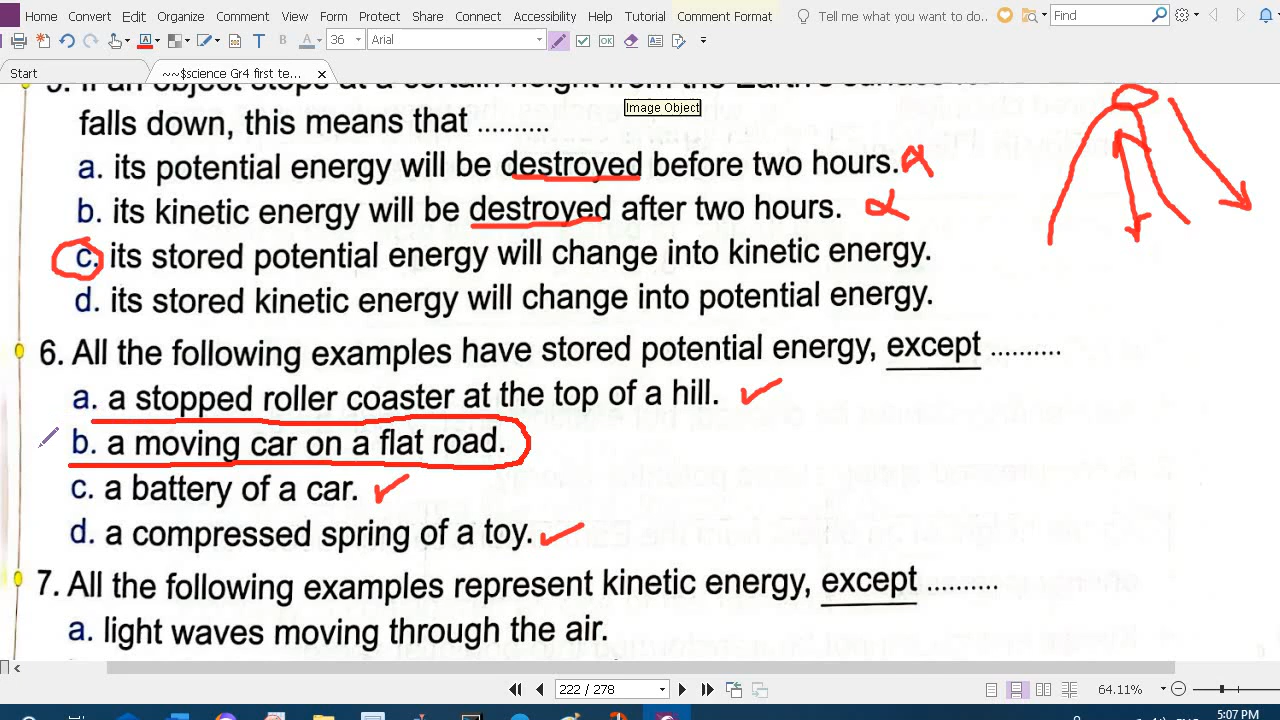 Home Convert Edit Organize Comment View Form Protect Share Connect Accessibility Help Tutorial Comment Format Tell me what you want to do.. Find
36 Arial
Start ~~$science Gr4 first te... ×
Image Object
falls down, this means that ..........
a. its potential energy will be destroyed before two hours.
b. its kinetic energy will be destroyed after two hours.
c. its stored potential energy will change into kinetic energy.
d. its stored kinetic energy will change into potential energy.
6. All the following examples have stored potential energy, except ..........
a. a stopped roller coaster at the top of a hill.
b. a moving car on a flat road.
c. a battery of a car.
d. a compressed spring of a toy.
7. All the following examples represent kinetic energy, except ..........
a. light waves moving through the air.
222 / 278 64.11%
5:07 PM